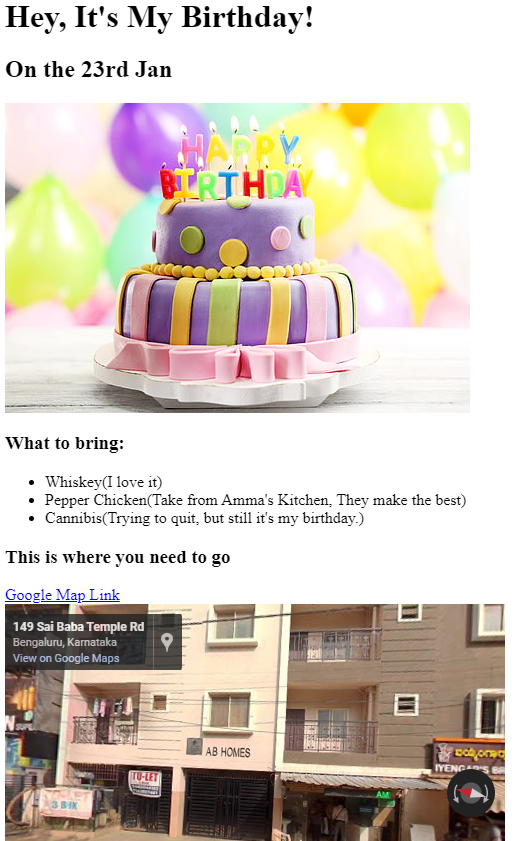 Hey, It's My Birthday!
On the 23rd Jan
HAPPY
BIRTHDAY
What to bring:
Whiskey(I love it)
Pepper Chicken(Take from Amma's Kitchen, They make the best)
Cannibis(Trying to quit, but still it's my birthday.)
This is where you need to go
Google Map Link
149 Sai Baba Temple Rd
Bengaluru, Karnataka
View on Google Maps
AB HOMES
IYENGAR'S
TO-LET
AM